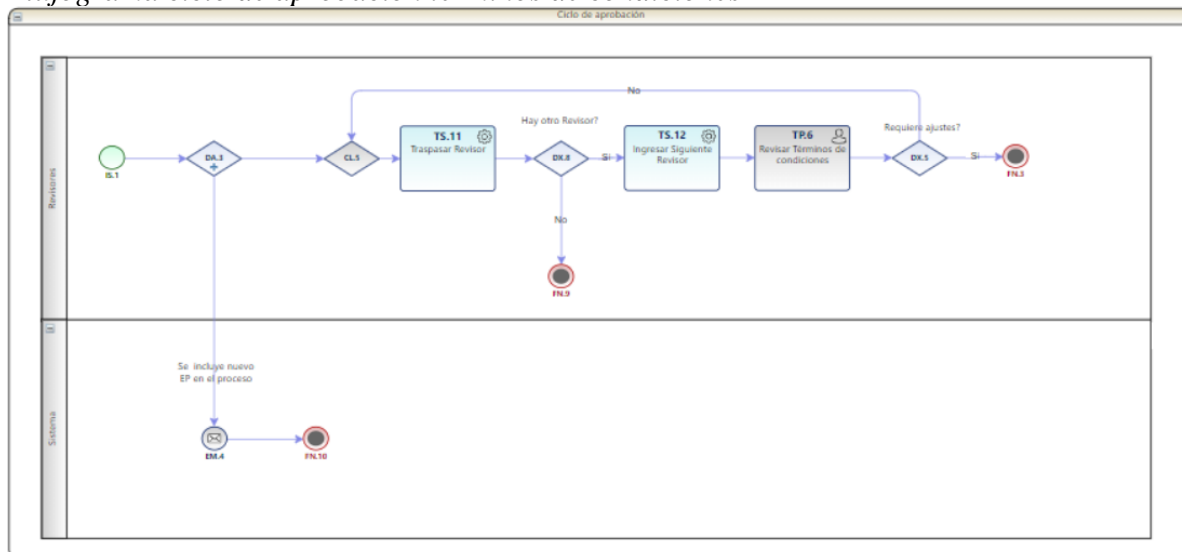 Ciclo de aprobación
Revisores
IS.1
DA.3
CL.5
TS.11
Traspasar Revisor
Hay otro Revisor?
DX.8
Si
No
FN.9
TS.12
Ingresar Siguiente
Revisor
TP.6
Revisar Términos de
condiciones
Requiere ajustes?
DX.5
No
Si
FN.3
Sistema
Se incluye nuevo
EP en el proceso
EM.4
FN.10